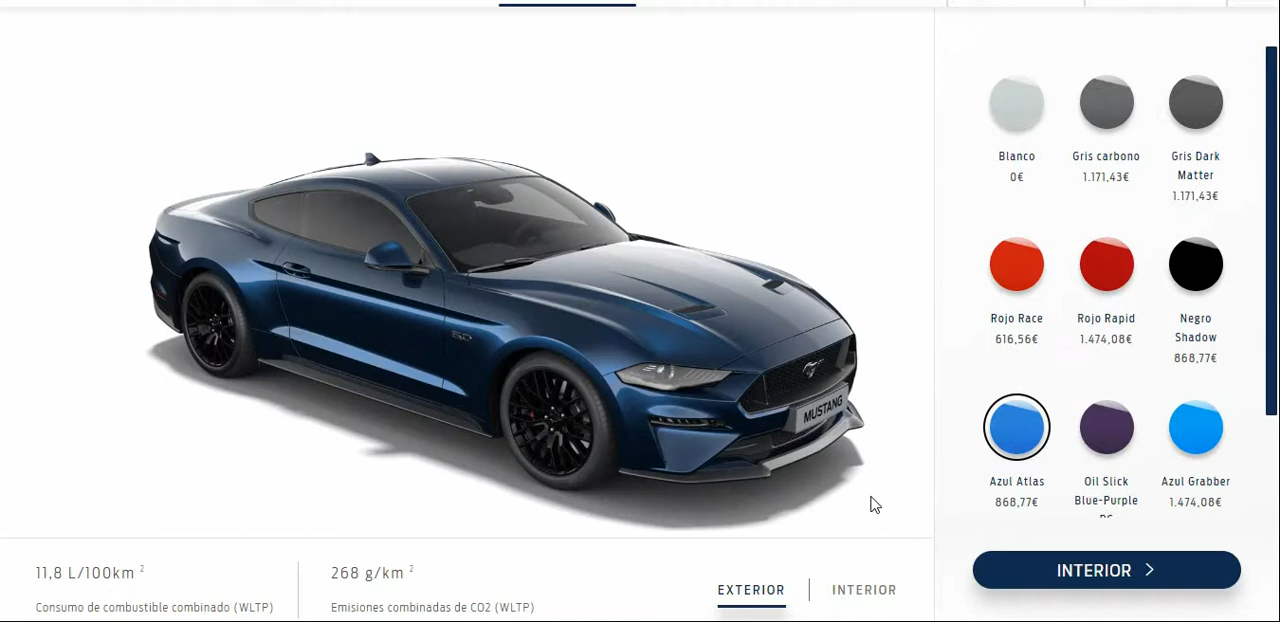 5.0
MUSTANG
Blanco
0€
Gris carbono
1.171,43€
Gris Dark
Matter
1.171,43€
Rojo Race
616,56€
Rojo Rapid
1.474,08€
Negro
Shadow
868,77€
Azul Atlas
868,77€
Oil Slick
Blue-Purple
Azul Grabber
1.474,08€
11,8 L/100km 2
Consumo de combustible combinado (WLTP)
268 g/km 2
Emisiones combinadas de CO2 (WLTP)
EXTERIOR
INTERIOR
INTERIOR